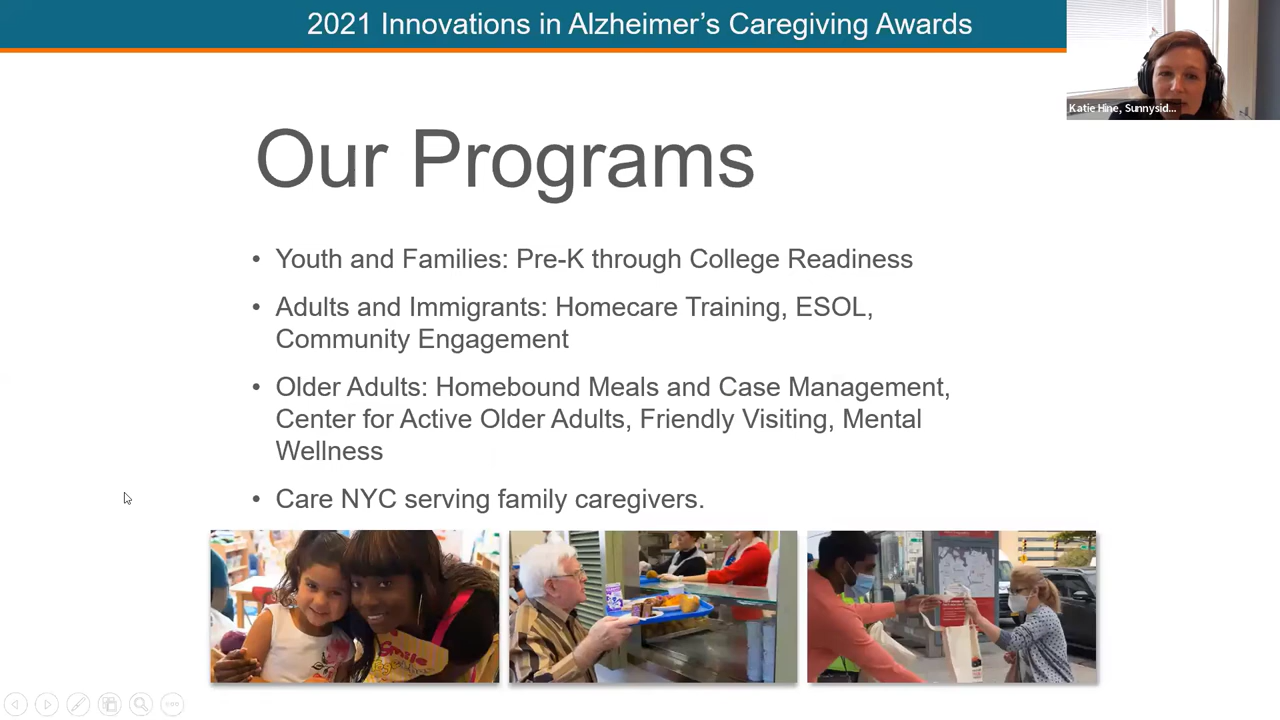 2021 Innovations in Alzheimer's Caregiving Awards
Katie Hine, Sunnysid...
Our Programs
• Youth and Families: Pre-K through College Readiness
• Adults and Immigrants: Homecare Training, ESOL,
Community Engagement
• Older Adults: Homebound Meals and Case Management,
Center for Active Older Adults, Friendly Visiting, Mental
Wellness
• Care NYC serving family caregivers.
Smile